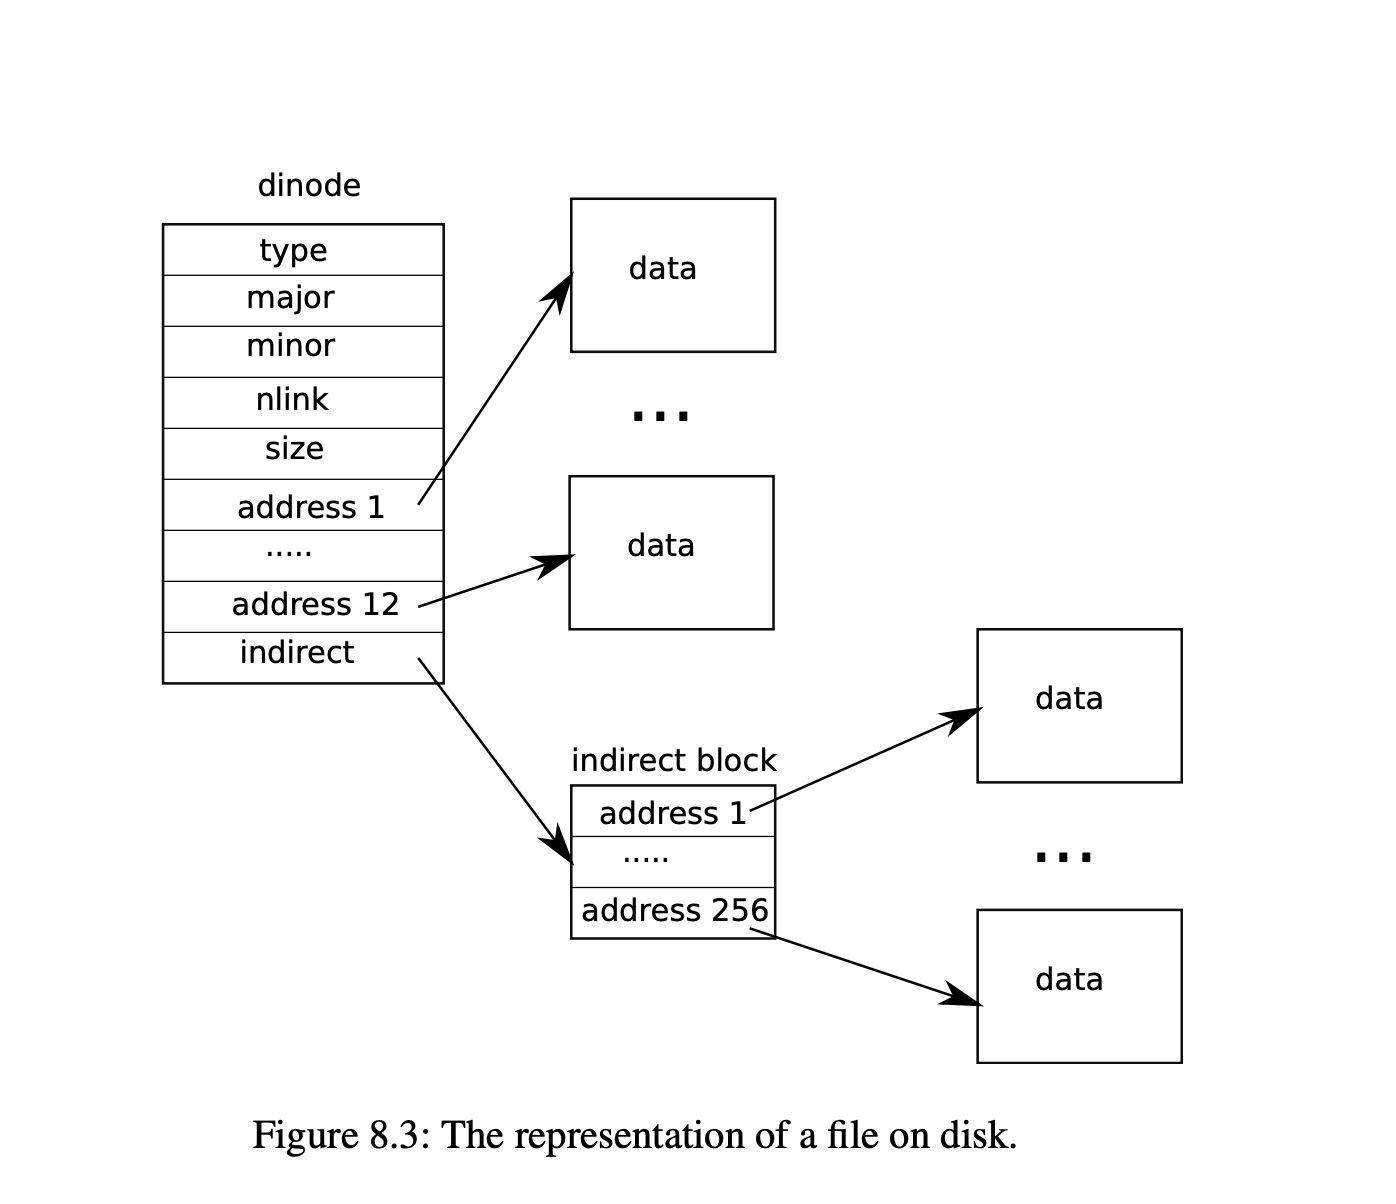 dinode
type
major
minor
nlink
size
address 1
.....
address 12
indirect
data
...
data
indirect block
address 1
.....
address 256
data
...
data
Figure 8.3: The representation of a file on disk.